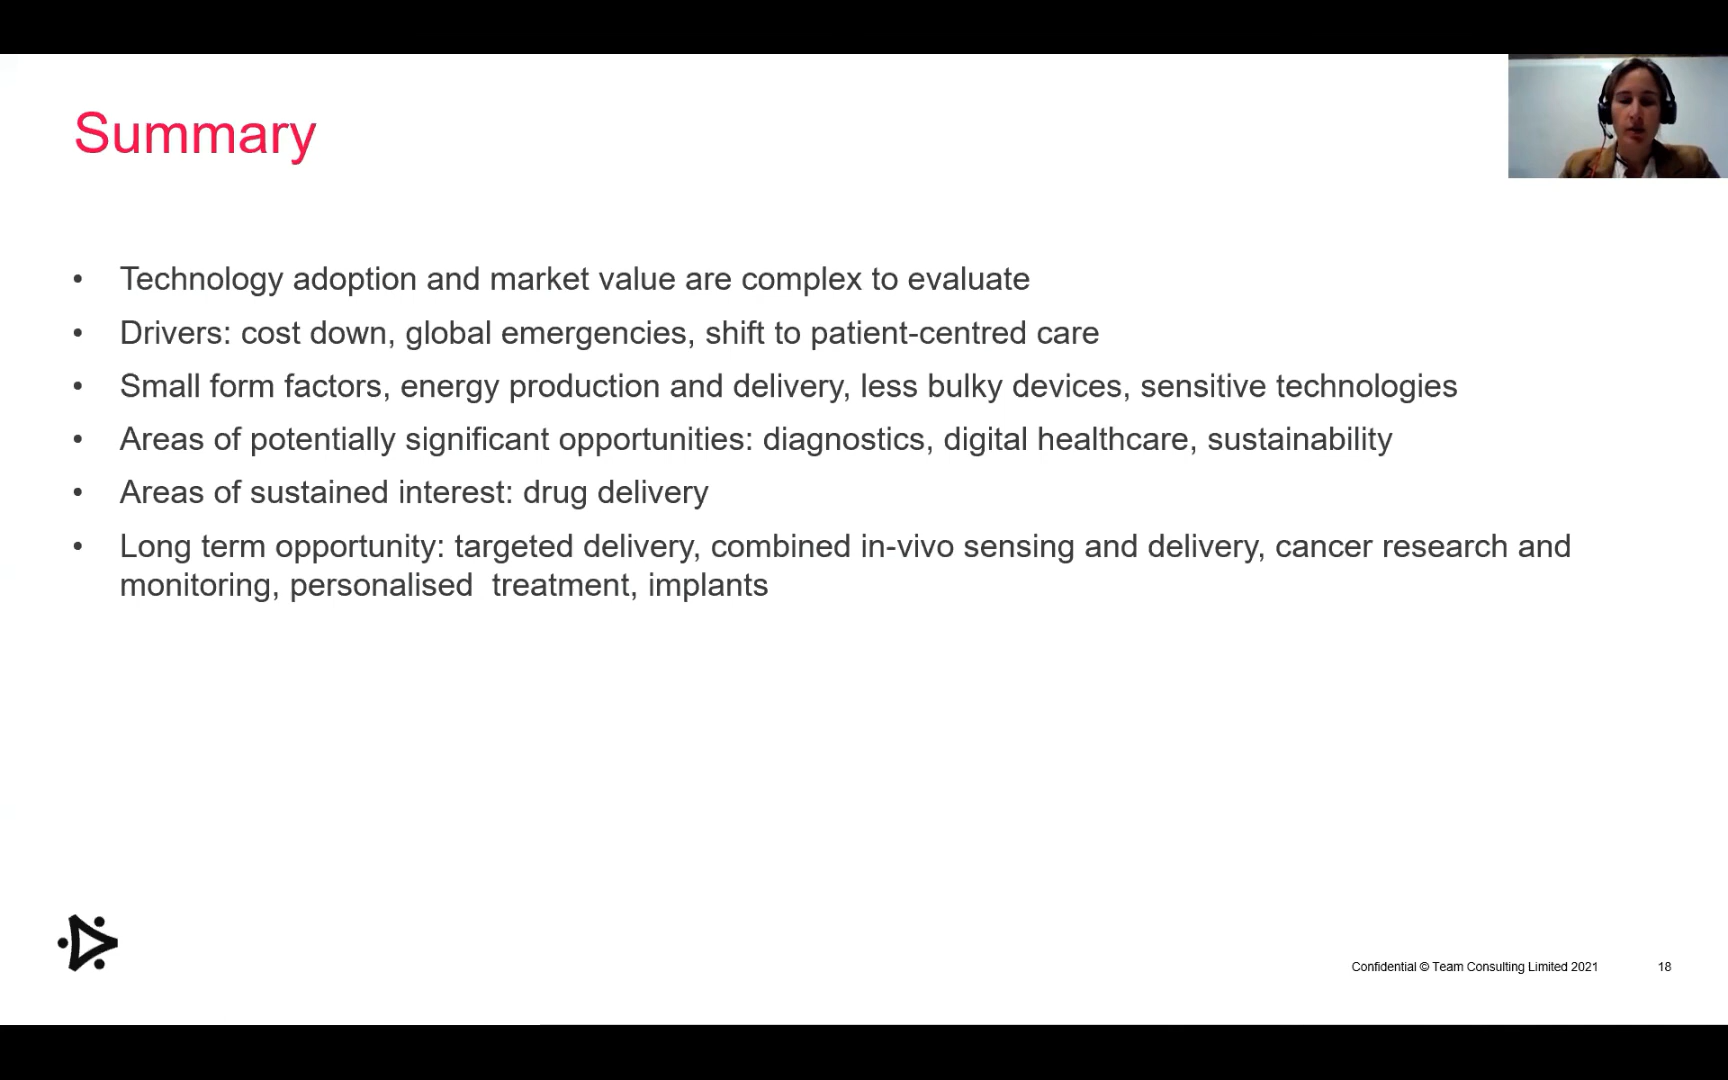 Summary
• Technology adoption and market value are complex to evaluate
• Drivers: cost down, global emergencies, shift to patient-centred care
• Small form factors, energy production and delivery, less bulky devices, sensitive technologies
• Areas of potentially significant opportunities: diagnostics, digital healthcare, sustainability
• Areas of sustained interest: drug delivery
• Long term opportunity: targeted delivery, combined in-vivo sensing and delivery, cancer research and
monitoring, personalised  treatment, implants
Confidential © Team Consulting Limited 2021 18